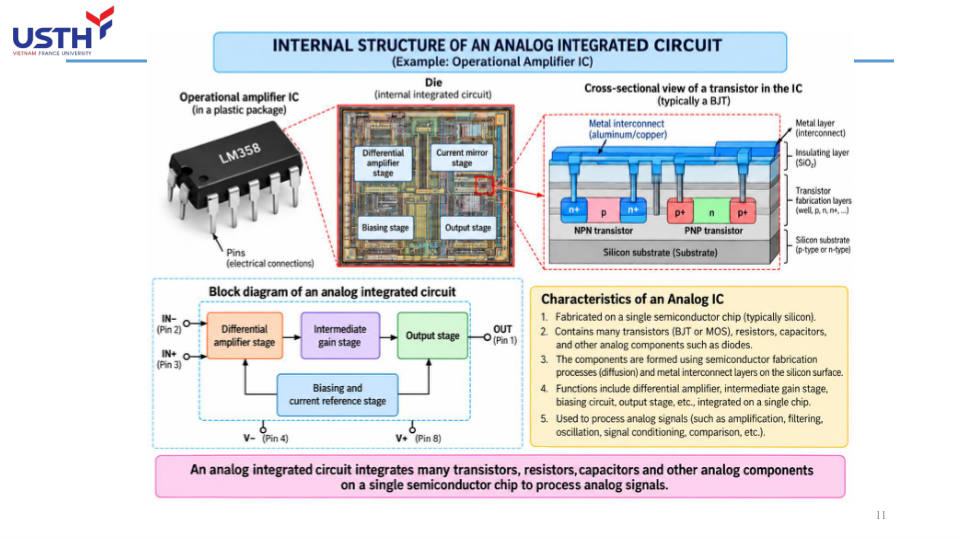 USTH
VIETNAM FRANCE UNIVERSITY
INTERNAL STRUCTURE OF AN ANALOG INTEGRATED CIRCUIT
(Example: Operational Amplifier IC)
Operational amplifier IC
(in a plastic package)
LM358
Pins
(electrical connections)
Die
(internal integrated circuit)
Differential
amplifier
stage
Current mirror
stage
Biasing stage
Output stage
Cross-sectional view of a transistor in the IC
(typically a BJT)
Metal interconnect
(aluminum/copper)
n+
p
n+
p+
n
p+
NPN transistor
PNP transistor
Silicon substrate (Substrate)
Metal layer
(interconnect)
Insulating layer
(SiO₂)
Transistor
fabrication layers
(well, p, n, n+, ...)
Silicon substrate
(p-type or n-type)
Block diagram of an analog integrated circuit
IN−
(Pin 2)
IN+
(Pin 3)
Differential
amplifier stage
Intermediate
gain stage
Output stage
OUT
(Pin 1)
Biasing and
current reference stage
V− (Pin 4)
V+ (Pin 8)
Characteristics of an Analog IC
1. Fabricated on a single semiconductor chip (typically silicon).
2. Contains many transistors (BJT or MOS), resistors, capacitors,
and other analog components such as diodes.
3. The components are formed using semiconductor fabrication
processes (diffusion) and metal interconnect layers on the silicon surface.
4. Functions include differential amplifier, intermediate gain stage,
biasing circuit, output stage, etc., integrated on a single chip.
5. Used to process analog signals (such as amplification, filtering,
oscillation, signal conditioning, comparison, etc.).
An analog integrated circuit integrates many transistors, resistors, capacitors and other analog components
on a single semiconductor chip to process analog signals.
11